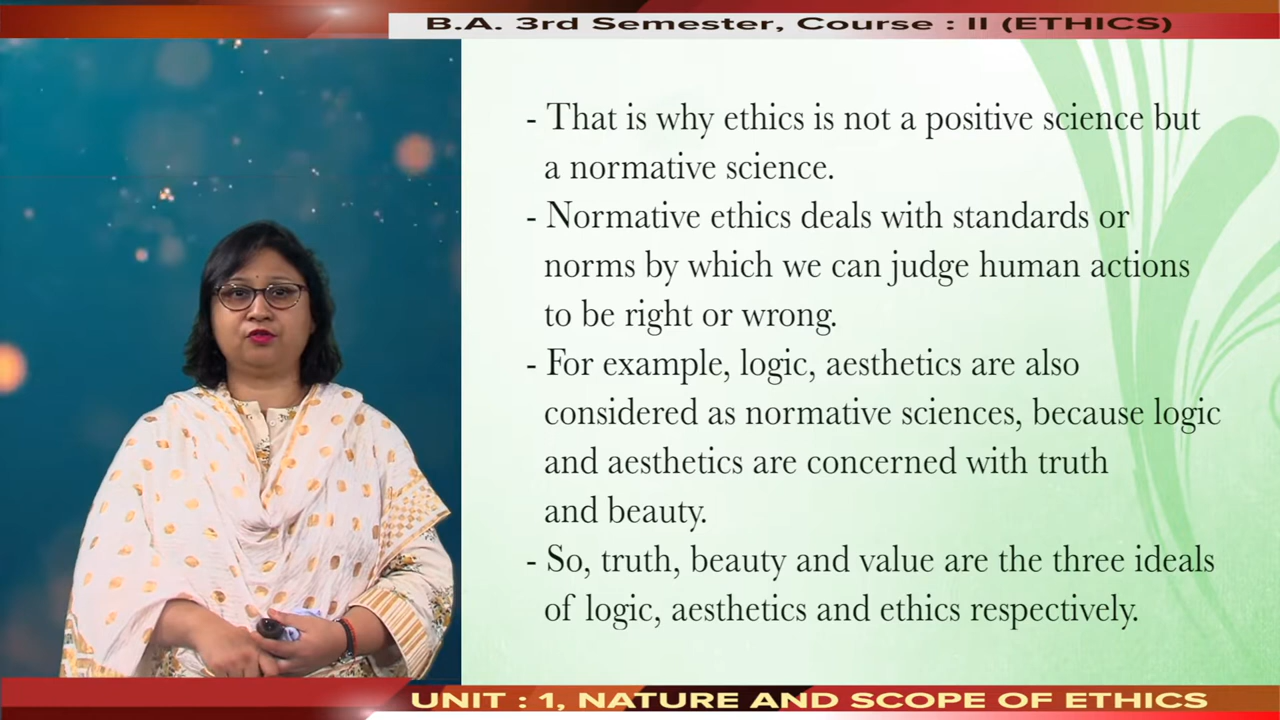 B.A. 3rd Semester, Course : II (ETHICS)
- That is why ethics is not a positive science but
a normative science.
- Normative ethics deals with standards or
norms by which we can judge human actions
to be right or wrong.
- For example, logic, aesthetics are also
considered as normative sciences, because logic
and aesthetics are concerned with truth
and beauty.
- So, truth, beauty and value are the three ideals
of logic, aesthetics and ethics respectively.
UNIT : 1, NATURE AND SCOPE OF ETHICS